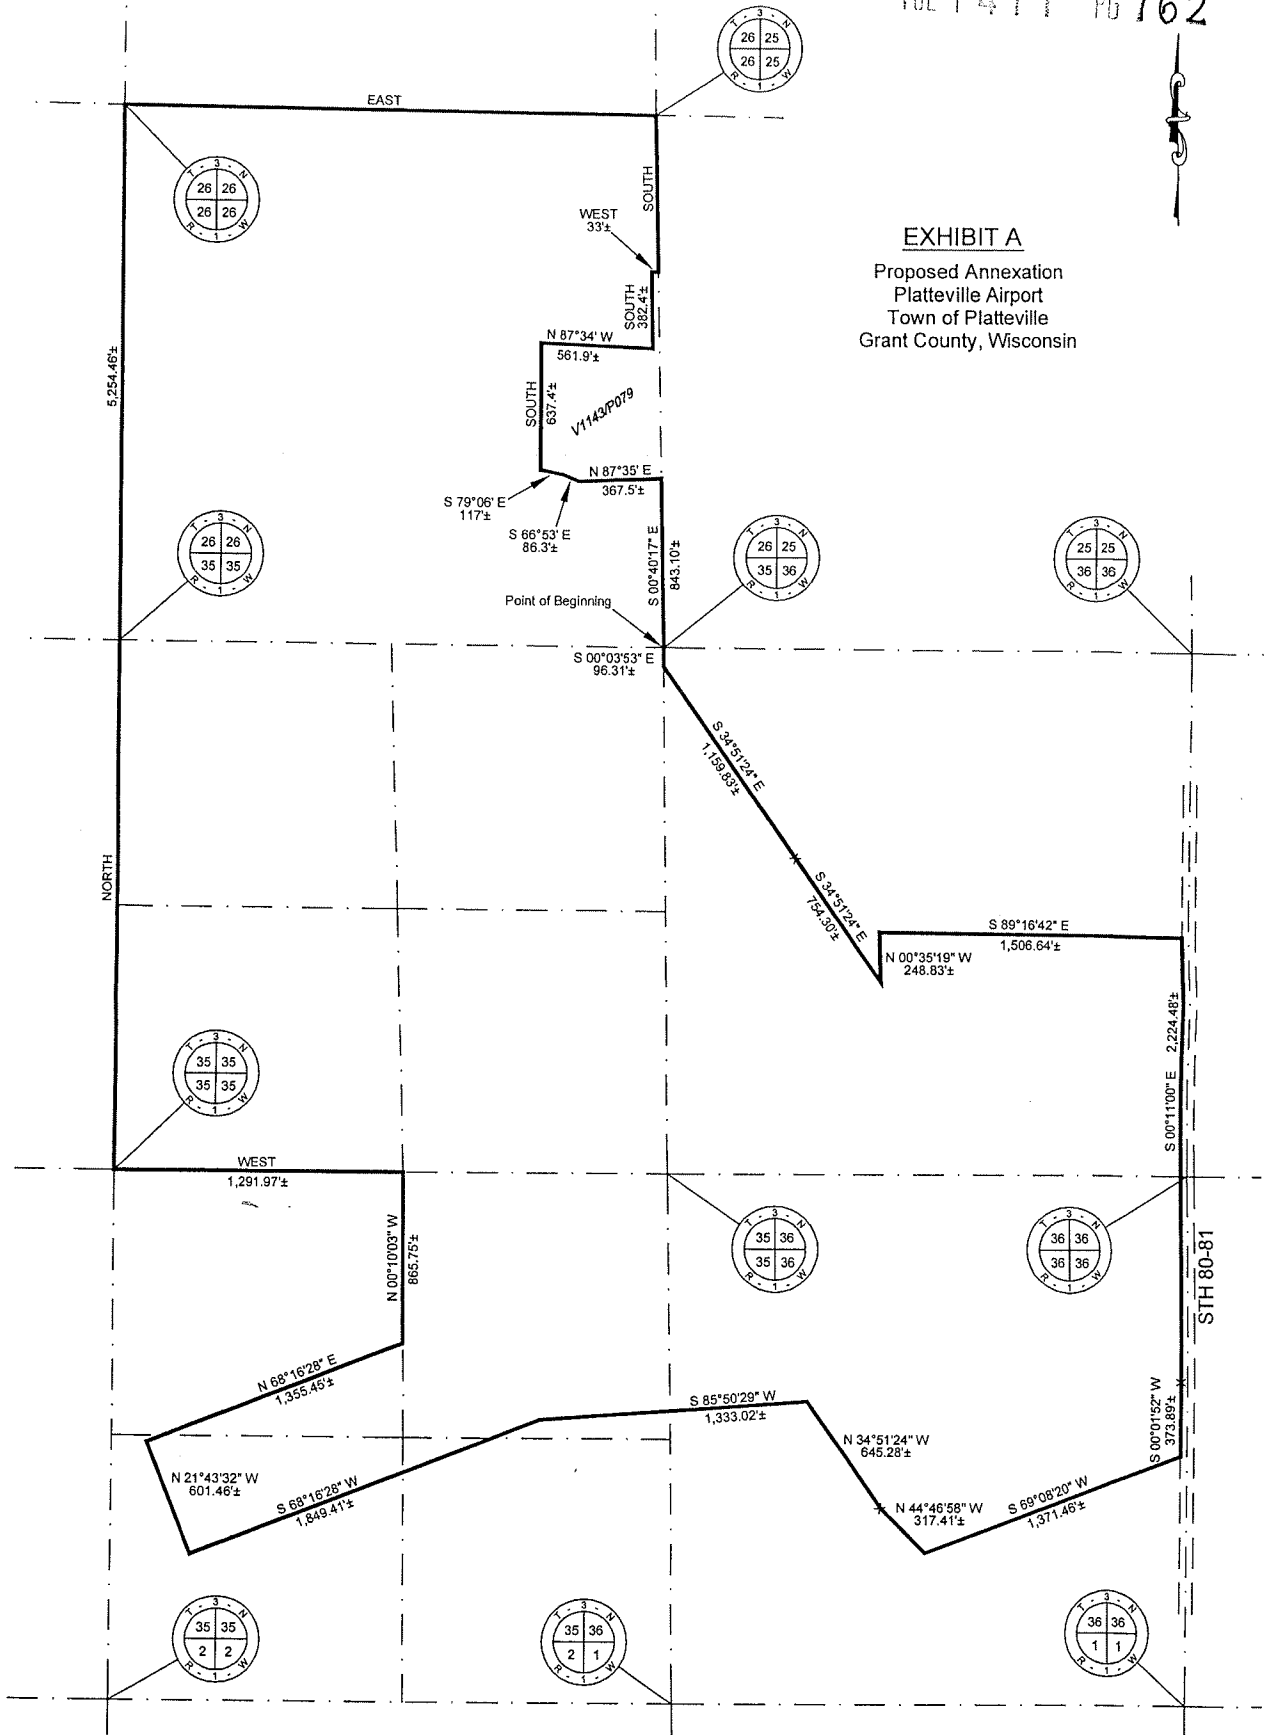 VOL 1411 PG 762
T-3-N
26 25
26 25
EAST
T-3-N
26 26
26 26
R-1-W
SOUTH
WEST
33'±
EXHIBIT A
Proposed Annexation
Platteville Airport
Town of Platteville
Grant County, Wisconsin
SOUTH
382.4'±
N 87°34' W
561.9'±
5,254.46'±
SOUTH
637.4'±
V1143/P079
N 87°35' E
367.5'±
S 79°06' E
117'±
S 66°53' E
86.3'±
T-3-N
26 26
35 35
R-1-W
S 00°40'17" E
843.10'±
T-3-N
26 25
35 36
R-1-W
T-3-N
25 25
36 36
R-1-W
Point of Beginning
S 00°03'53" E
96.31'±
S 34°51'24" E
1,159.83'±
NORTH
S 34°51'24" E
754.30'±
S 89°16'42" E
1,506.64'±
N 00°35'19" W
248.83'±
S 00°11'00" E 2,224.48'±
T-3-N
35 35
35 35
R-1-W
WEST
1,291.97'±
N 00°10'03" W
865.75'±
T-3-N
35 36
35 36
R-1-W
T-3-N
36 36
36 36
R-1-W
STH 80-81
N 68°16'28" E
1,355.45'±
S 85°50'29" W
1,333.02'±
S 00°01'52" W
373.89'±
N 34°51'24" W
645.28'±
N 21°43'32" W
601.46'±
S 68°16'28" W
1,849.41'±
N 44°46'58" W
317.41'±
S 69°08'20" W
1,371.46'±
T-3-N
35 35
2 2
R-1-W
T-3-N
35 36
2 1
R-1-W
T-3-N
36 36
1 1
R-1-W